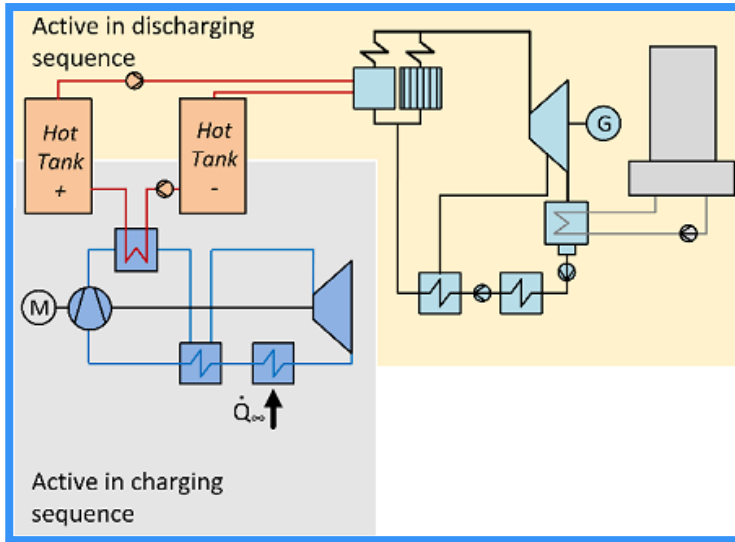 Active in discharging
sequence
Hot
Tank
+
Hot
Tank
-
G
M
Q̇∞
Active in charging
sequence